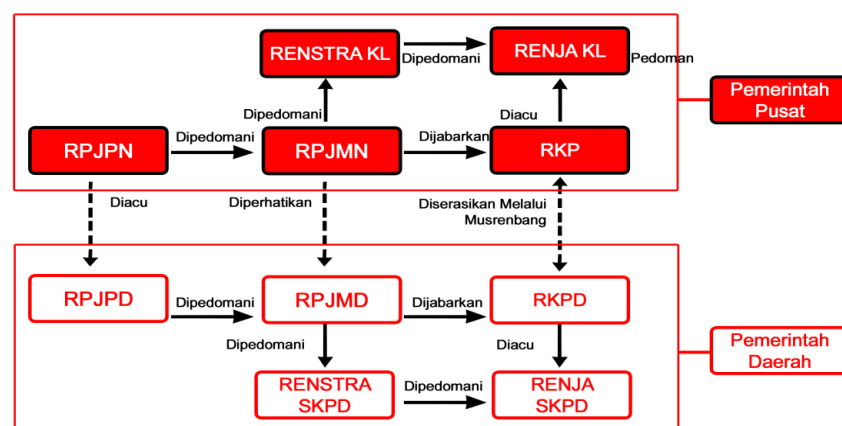 RENSTRA KL
Dipedomani
RENJA KL
Pedoman
Pemerintah
Pusat
Dipedomani
Diacu
RPJPN
Dipedomani
RPJMN
Dijabarkan
RKP
Diacu
Diperhatikan
Diserasikan Melalui
Musrenbang
RPJPD
Dipedomani
RPJMD
Dijabarkan
RKPD
Dipedomani
Diacu
Pemerintah
Daerah
RENSTRA
SKPD
Dipedomani
RENJA
SKPD